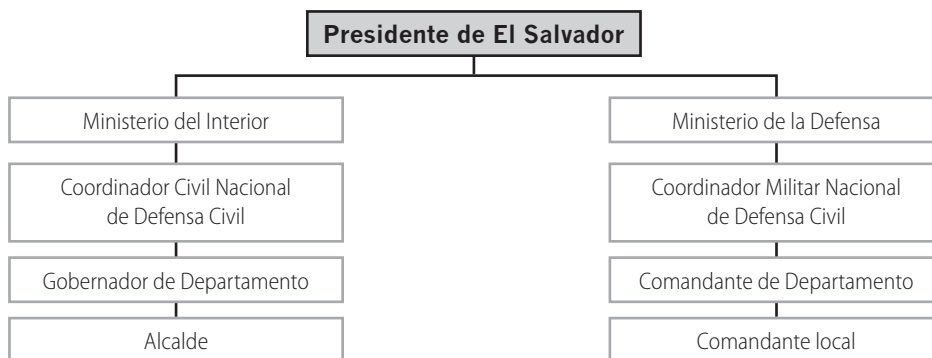 Presidente de El Salvador
Ministerio del Interior
Ministerio de la Defensa
Coordinador Civil Nacional
de Defensa Civil
Coordinador Militar Nacional
de Defensa Civil
Gobernador de Departamento
Comandante de Departamento
Alcalde
Comandante local